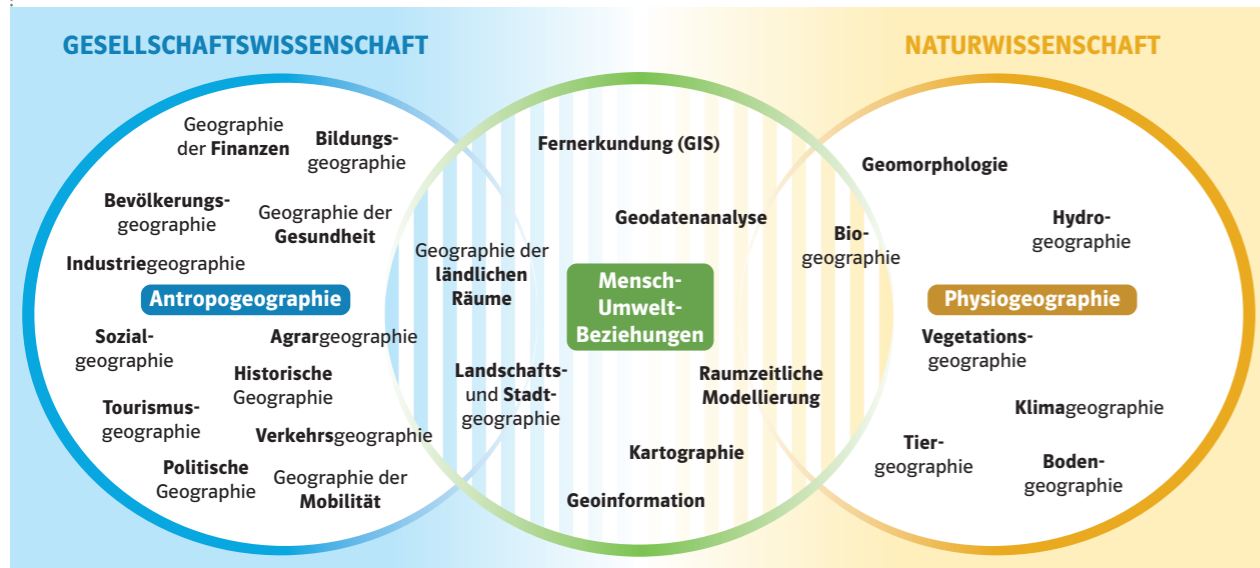 GESELLSCHAFTSWISSENSCHAFT
NATURWISSENSCHAFT
Geographie
der Finanzen
Bildungs-
geographie
Bevölkerungs-
geographie
Geographie der
Gesundheit
Industriegeographie
Antropogeographie
Sozial-
geographie
Agrargeographie
Historische
Geographie
Tourismus-
geographie
Verkehrsgeographie
Politische
Geographie
Geographie der
Mobilität
Geographie der
ländlichen
Räume
Landschafts-
und Stadt-
geographie
Fernerkundung (GIS)
Geodatenanalyse
Mensch-
Umwelt-
Beziehungen
Raumzeitliche
Modellierung
Kartographie
Geoinformation
Bio-
geographie
Geomorphologie
Hydro-
geographie
Physiogeographie
Vegetations-
geographie
Klimageographie
Tier-
geographie
Boden-
geographie